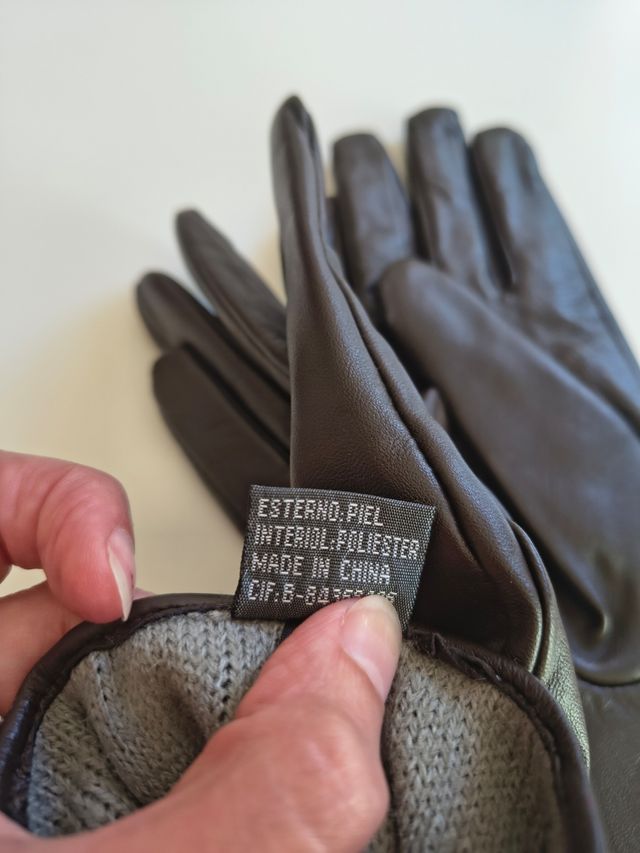 ESTERNO.PIEL
INTERIOL.POLIESTER
MADE IN CHINA
CIF:B-